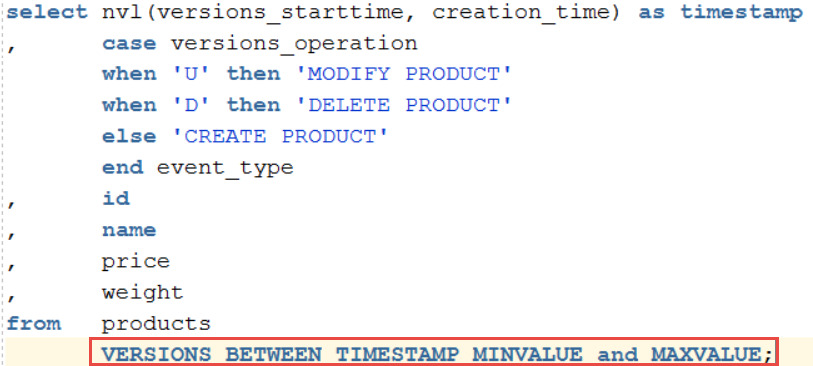 select nvl(versions_starttime, creation_time) as timestamp
,      case versions_operation
       when 'U' then 'MODIFY PRODUCT'
       when 'D' then 'DELETE PRODUCT'
       else 'CREATE PRODUCT'
       end event_type
,      id
,      name
,      price
,      weight
from   products
       VERSIONS BETWEEN TIMESTAMP MINVALUE and MAXVALUE;